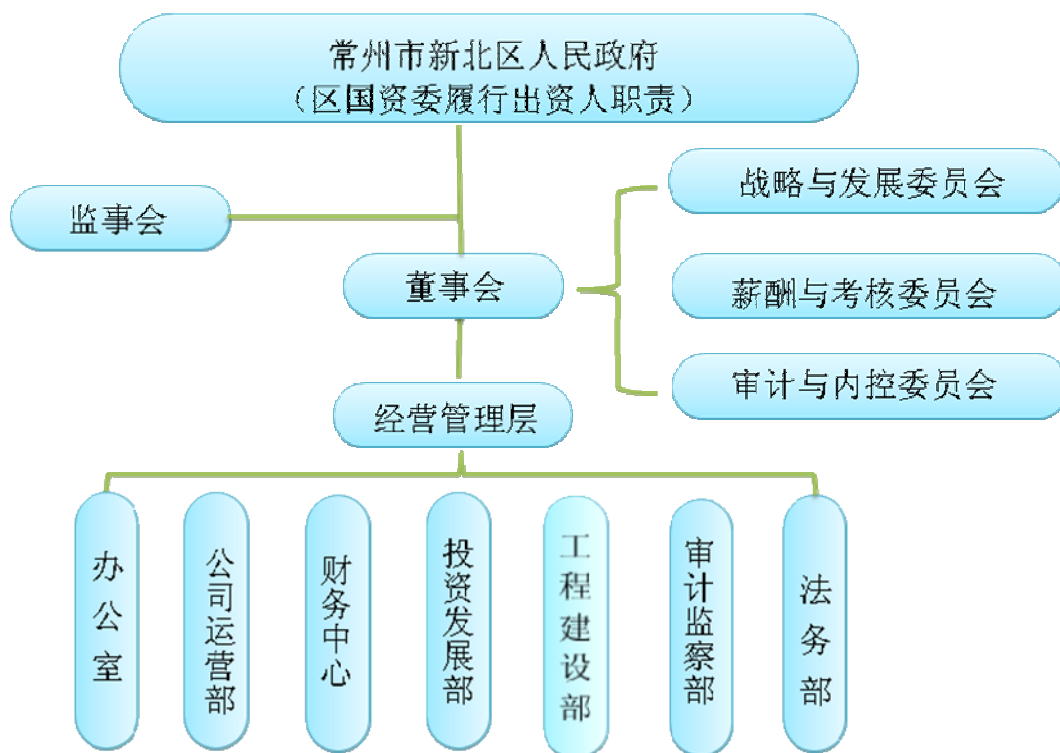 常州市新北区人民政府
（区国资委履行出资人职责）
战略与发展委员会
监事会
董事会
薪酬与考核委员会
审计与内控委员会
经营管理层
办公室
公司运营部
财务中心
投资发展部
工程建设部
审计监察部
法务部